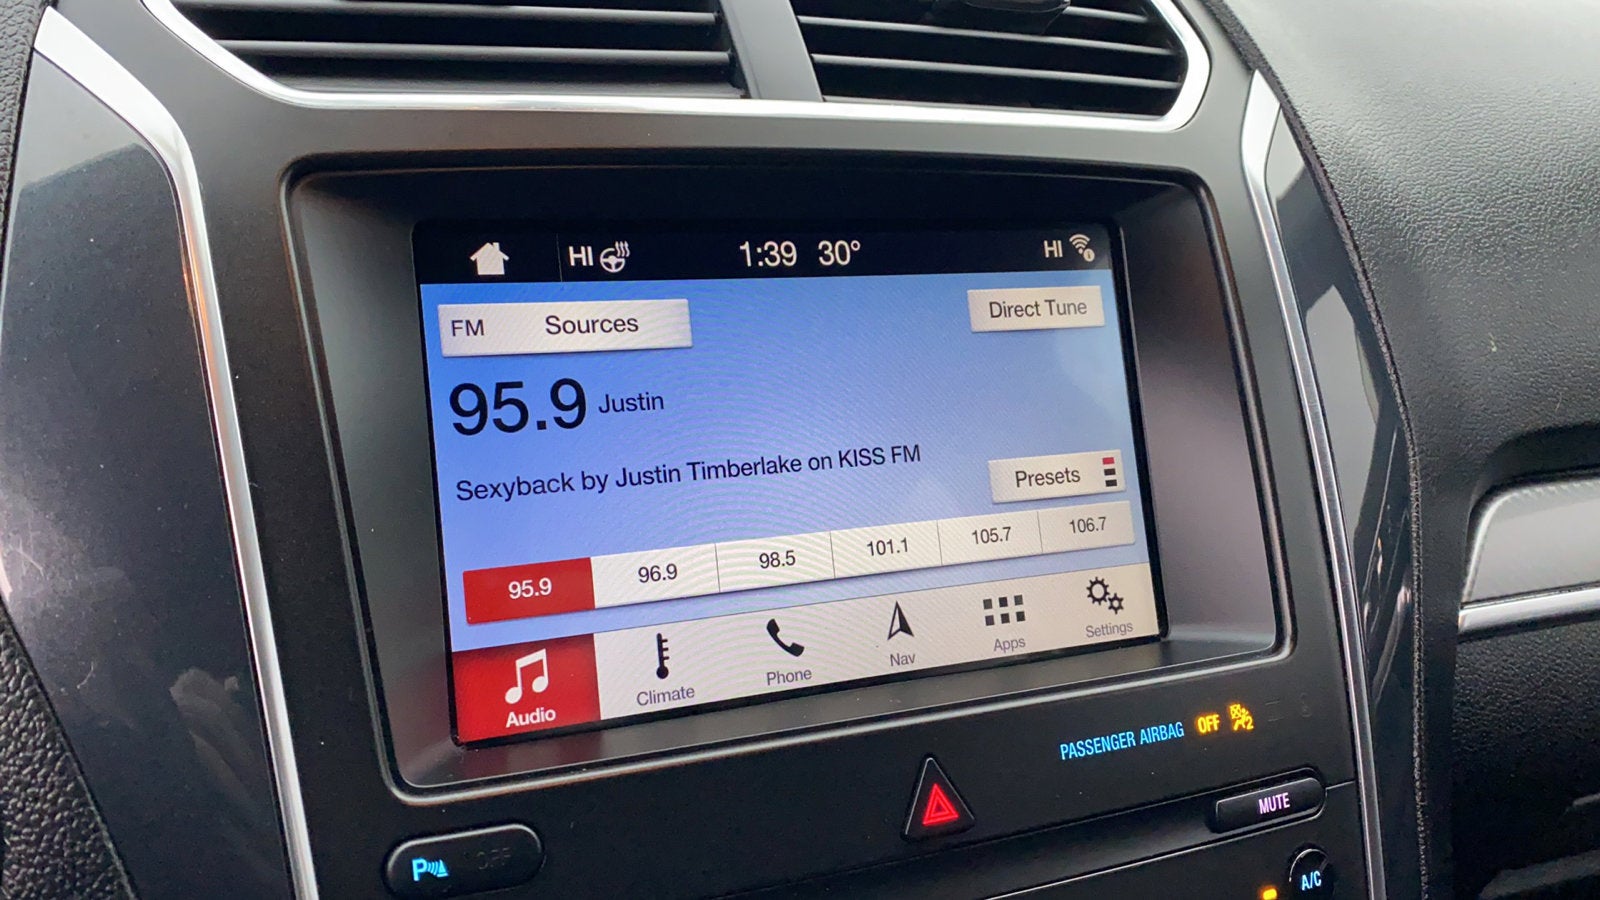 HI 1:39 30° HI
FM Sources
Direct Tune
95.9 Justin
Sexyback by Justin Timberlake on KISS FM
Presets
95.9 96.9 98.5 101.1 105.7 106.7
Audio Climate Phone Nav Apps Settings
PASSENGER AIRBAG OFF 2
MUTE
P OFF
A/C